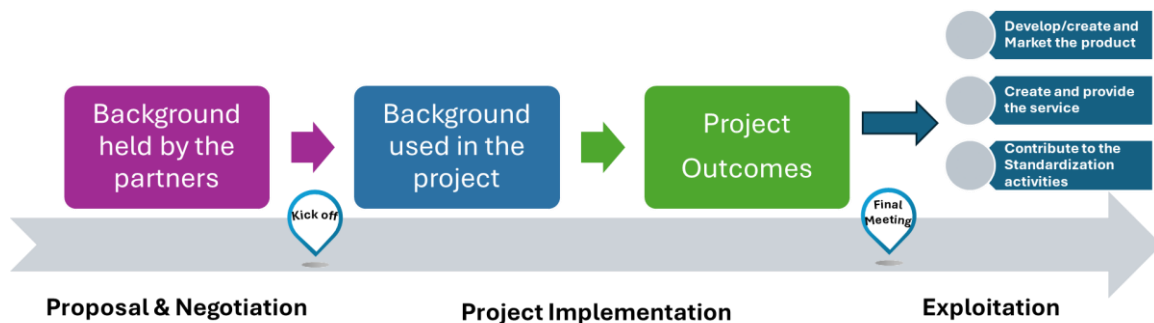 Background
held by the
partners
Background
used in the
project
Project
Outcomes
Develop/create and
Market the product
Create and provide
the service
Contribute to the
Standardization
activities
Kick off
Final
Meeting
Proposal & Negotiation
Project Implementation
Exploitation